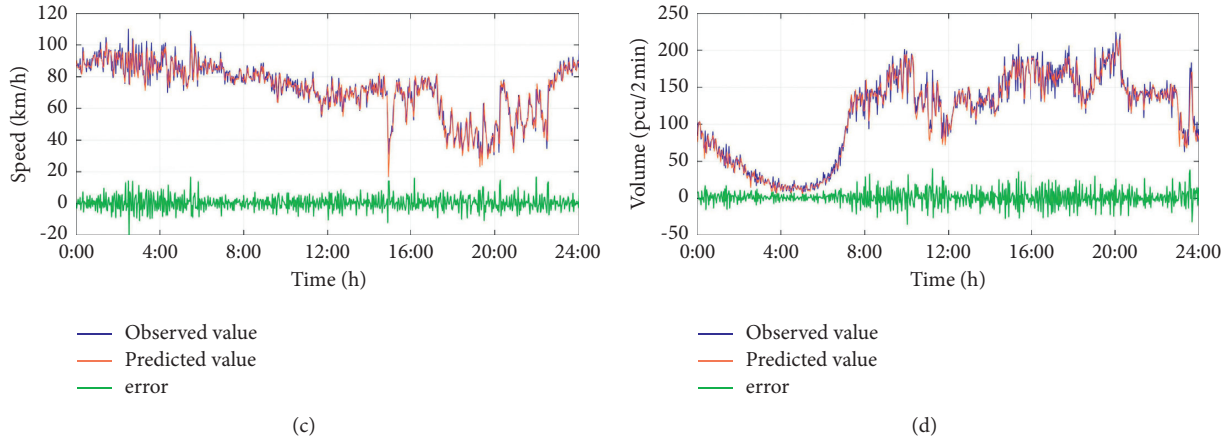 Speed (km/h)
120
100
80
60
40
20
0
-20
0:00 4:00 8:00 12:00 16:00 20:00 24:00
Time (h)
Observed value
Predicted value
error
(c)
Volume (pcu/2 min)
250
200
150
100
50
0
50
0:00 4:00 8:00 12:00 16:00 20:00 24:00
Time (h)
Observed value
Predicted value
error
(d)